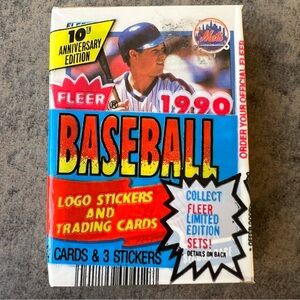 10th
ANNIVERSARY
EDITION
Mets
FLEER
®
1990
ORDER YOUR OFFICIAL FLEER
BASEBALL
LOGO STICKERS
AND
TRADING CARDS
COLLECT
FLEER
LIMITED
EDITION
SETS!
DETAILS ON BACK
CARDS & 3 STICKERS